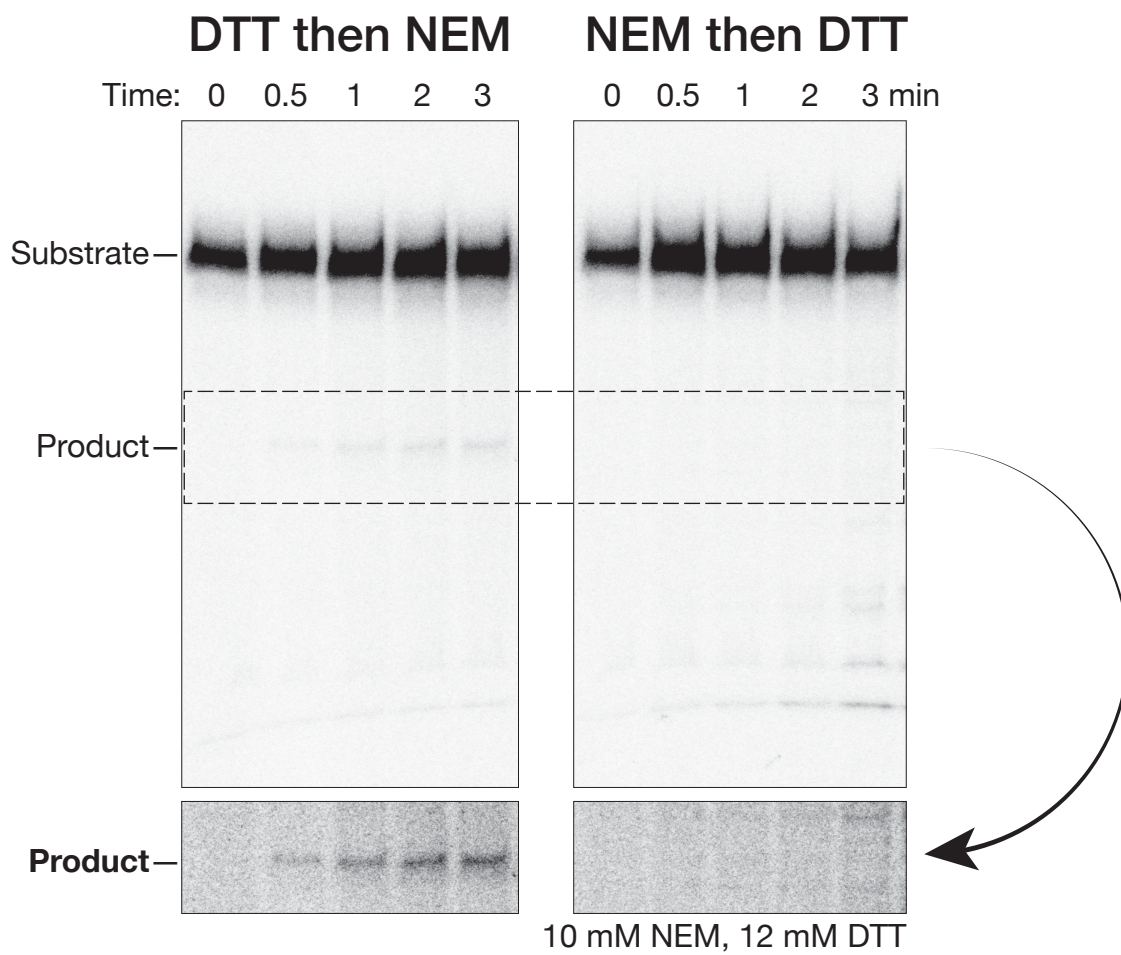 DTT then NEM NEM then DTT
Time: 0 0.5 1 2 3 0 0.5 1 2 3 min
Substrate
Product
Product
10 mM NEM, 12 mM DTT